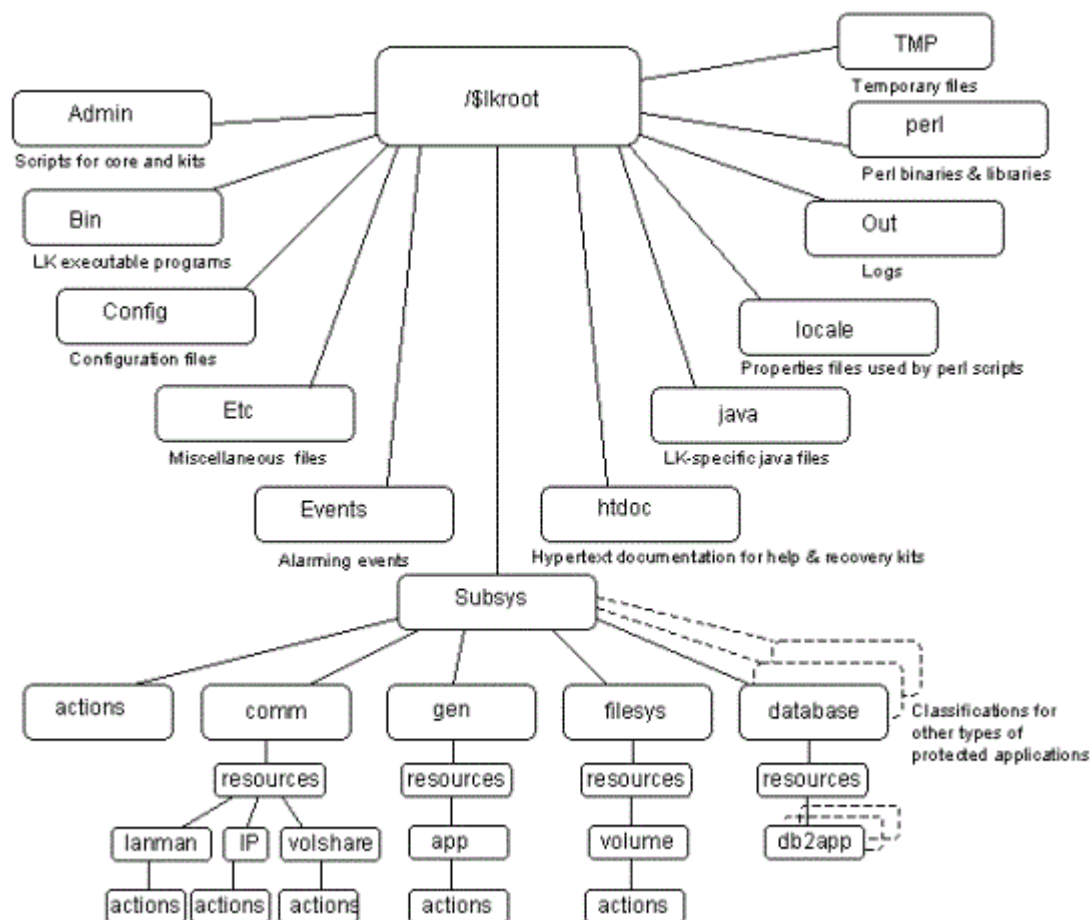 /$lkroot
TMP
Temporary files
Admin
Scripts for core and kits
perl
Perl binaries & libraries
Bin
LK executable programs
Out
Logs
Config
Configuration files
locale
Properties files used by perl scripts
Etc
Miscellaneous files
java
LK-specific java files
Events
Alarming events
htdoc
Hypertext documentation for help & recovery kits
Subsys
actions
comm
gen
filesys
database
Classifications for
other types of
protected applications
resources
resources
resources
resources
lanman
IP
volshare
app
volume
db2app
actions
actions
actions
actions
actions